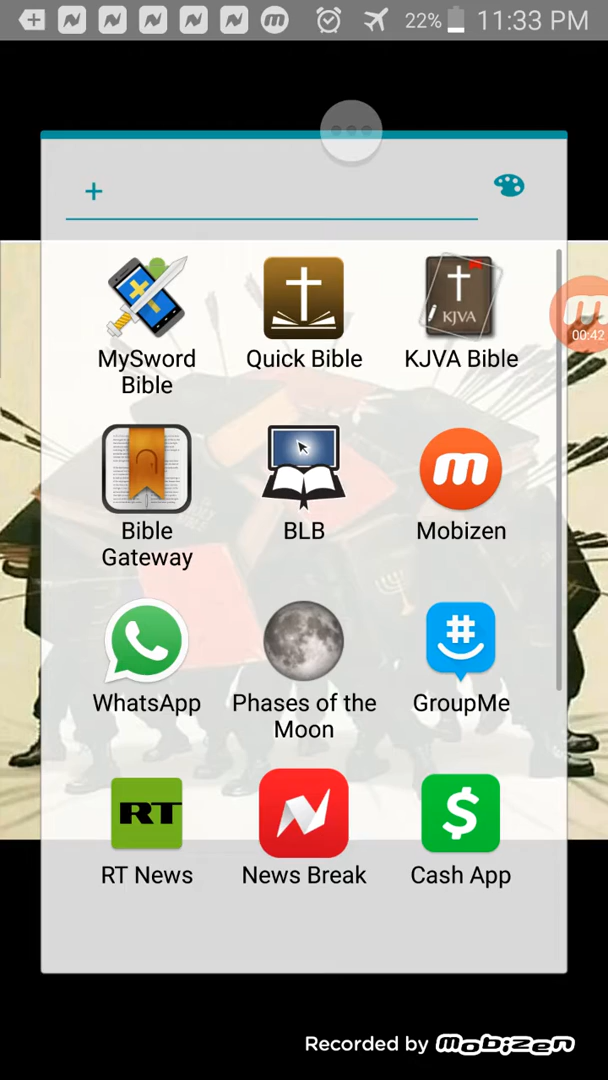 22% 11:33 PM
+
00:42
MySword
Bible
Quick Bible
KJVA
KJVA Bible
Bible
Gateway
BLB
m
Mobizen
WhatsApp
Phases of the
Moon
#
GroupMe
RT
RT News
News Break
$
Cash App
Recorded by mobizen